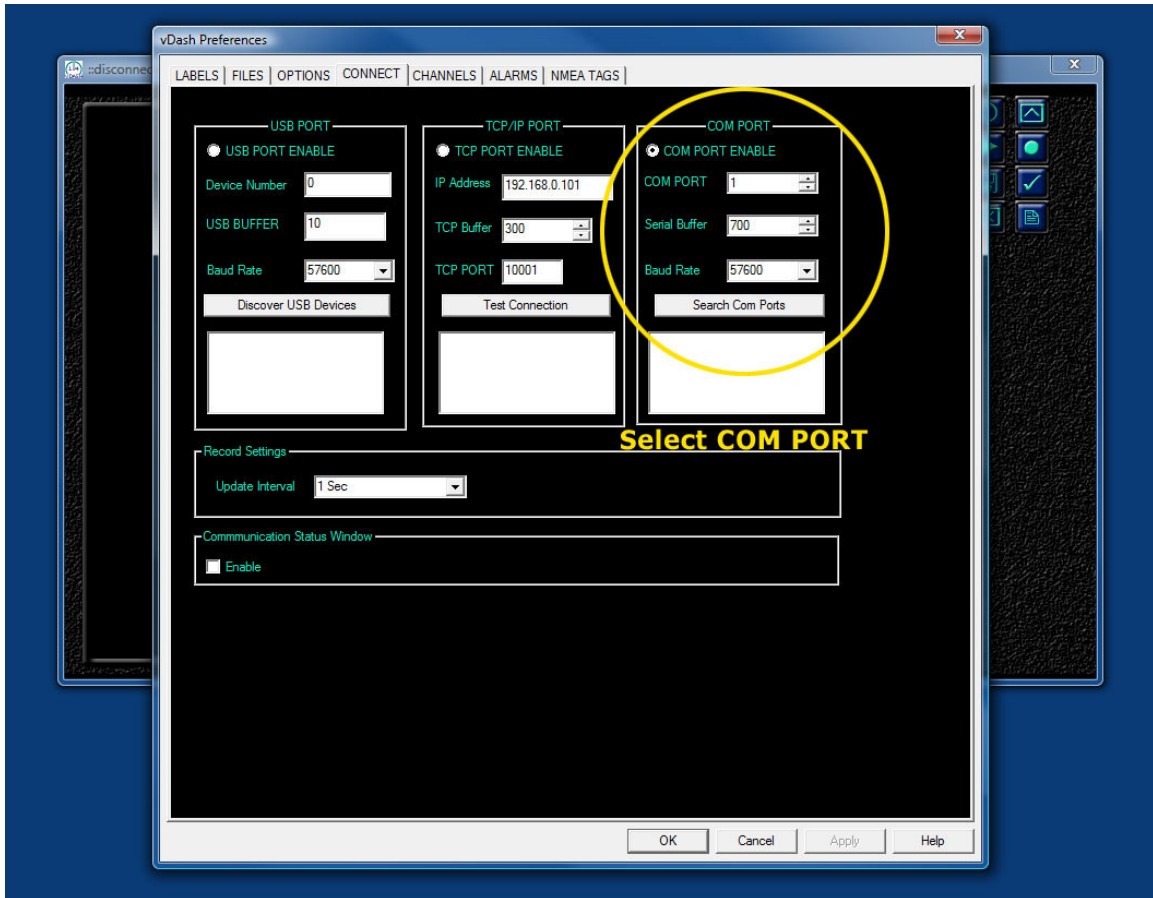 vDash Preferences
::disconnec
LABELS FILES OPTIONS CONNECT CHANNELS ALARMS NMEA TAGS
USB PORT
USB PORT ENABLE
Device Number 0
USB BUFFER 10
Baud Rate 57600
Discover USB Devices
TCP/IP PORT
TCP PORT ENABLE
IP Address 192.168.0.101
TCP Buffer 300
TCP PORT 10001
Test Connection
COM PORT
COM PORT ENABLE
COM PORT 1
Serial Buffer 700
Baud Rate 57600
Search Com Ports
Select COM PORT
Record Settings
Update Interval 1 Sec
Commmunication Status Window
Enable
OK Cancel Apply Help